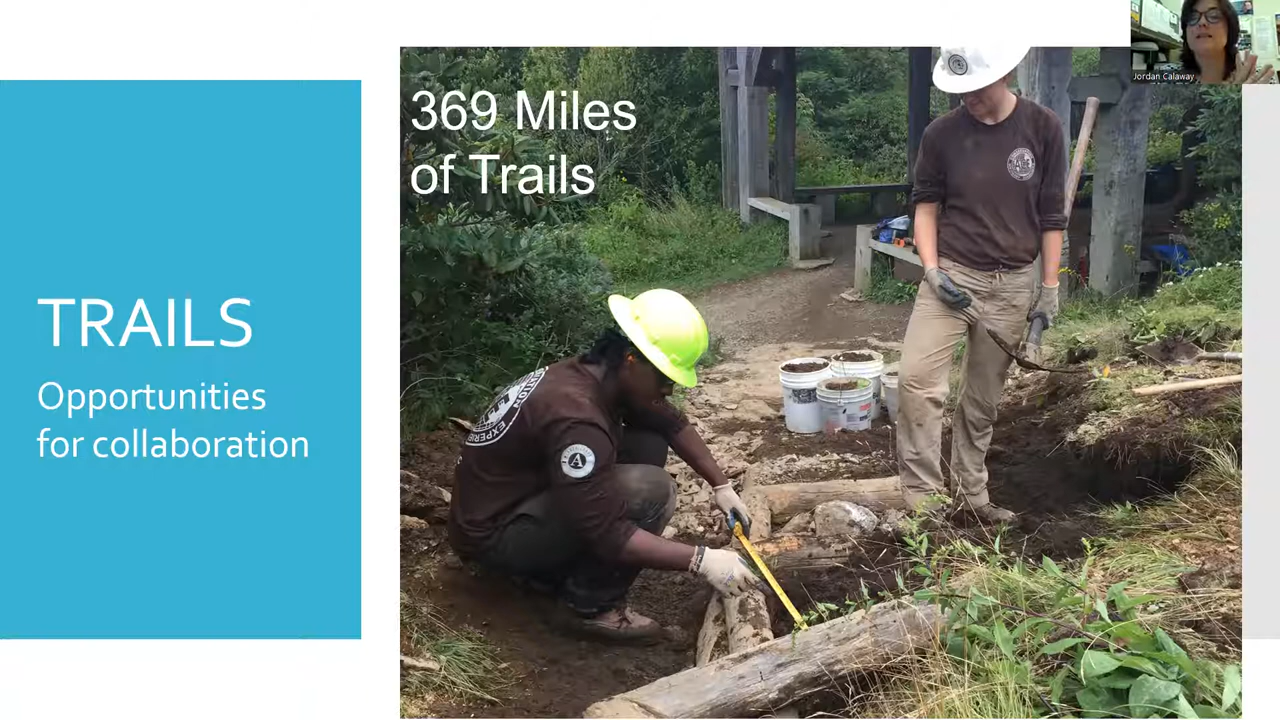 369 Miles
of Trails
Jordan Calaway
TRAILS
Opportunities
for collaboration
A